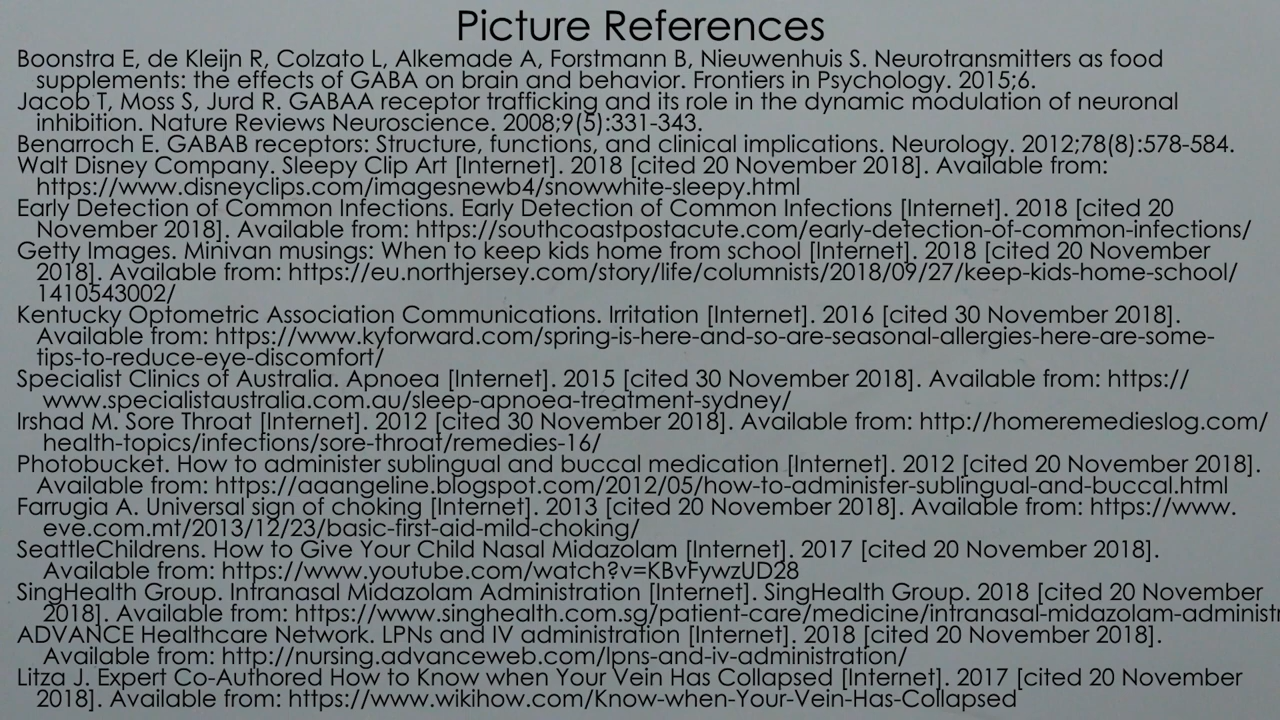 Picture References
Boonstra E, de Kleijn R, Colzato L, Alkemade A, Forstmann B, Nieuwenhuis S. Neurotransmitters as food
supplements: the effects of GABA on brain and behavior. Frontiers in Psychology. 2015;6.
Jacob T, Moss S, Jurd R. GABAA receptor trafficking and its role in the dynamic modulation of neuronal
inhibition. Nature Reviews Neuroscience. 2008;9(5):331-343.
Benarroch E. GABAB receptors: Structure, functions, and clinical implications. Neurology. 2012;78(8):578-584.
Walt Disney Company. Sleepy Clip Art [Internet]. 2018 [cited 20 November 2018]. Available from:
https://www.disneyclips.com/imagesnewb4/snowwhite-sleepy.html
Early Detection of Common Infections. Early Detection of Common Infections [Internet]. 2018 [cited 20
November 2018]. Available from: https://southcoastpostacute.com/early-detection-of-common-infections/
Getty Images. Minivan musings: When to keep kids home from school [Internet]. 2018 [cited 20 November
2018]. Available from: https://eu.northjersey.com/story/life/columnists/2018/09/27/keep-kids-home-school/
1410543002/
Kentucky Optometric Association Communications. Irritation [Internet]. 2016 [cited 30 November 2018].
Available from: https://www.kyforward.com/spring-is-here-and-so-are-seasonal-allergies-here-are-some-
tips-to-reduce-eye-discomfort/
Specialist Clinics of Australia. Apnoea [Internet]. 2015 [cited 30 November 2018]. Available from: https://
www.specialistaustralia.com.au/sleep-apnoea-treatment-sydney/
Irshad M. Sore Throat [Internet]. 2012 [cited 30 November 2018]. Available from: http://homeremedieslog.com/
health-topics/infections/sore-throat/remedies-16/
Photobucket. How to administer sublingual and buccal medication [Internet]. 2012 [cited 20 November 2018].
Available from: https://aaangeline.blogspot.com/2012/05/how-to-administer-sublingual-and-buccal.html
Farrugia A. Universal sign of choking [Internet]. 2013 [cited 20 November 2018]. Available from: https://www.
eve.com.mt/2013/12/23/basic-first-aid-mild-choking/
SeattleChildrens. How to Give Your Child Nasal Midazolam [Internet]. 2017 [cited 20 November 2018].
Available from: https://www.youtube.com/watch?v=KBvFywzUD28
SingHealth Group. Intranasal Midazolam Administration [Internet]. SingHealth Group. 2018 [cited 20 November
2018]. Available from: https://www.singhealth.com.sg/patient-care/medicine/intranasal-midazolam-administr
ADVANCE Healthcare Network. LPNs and IV administration [Internet]. 2018 [cited 20 November 2018].
Available from: http://nursing.advanceweb.com/lpns-and-iv-administration/
Litza J. Expert Co-Authored How to Know when Your Vein Has Collapsed [Internet]. 2017 [cited 20 November
2018]. Available from: https://www.wikihow.com/Know-when-Your-Vein-Has-Collapsed